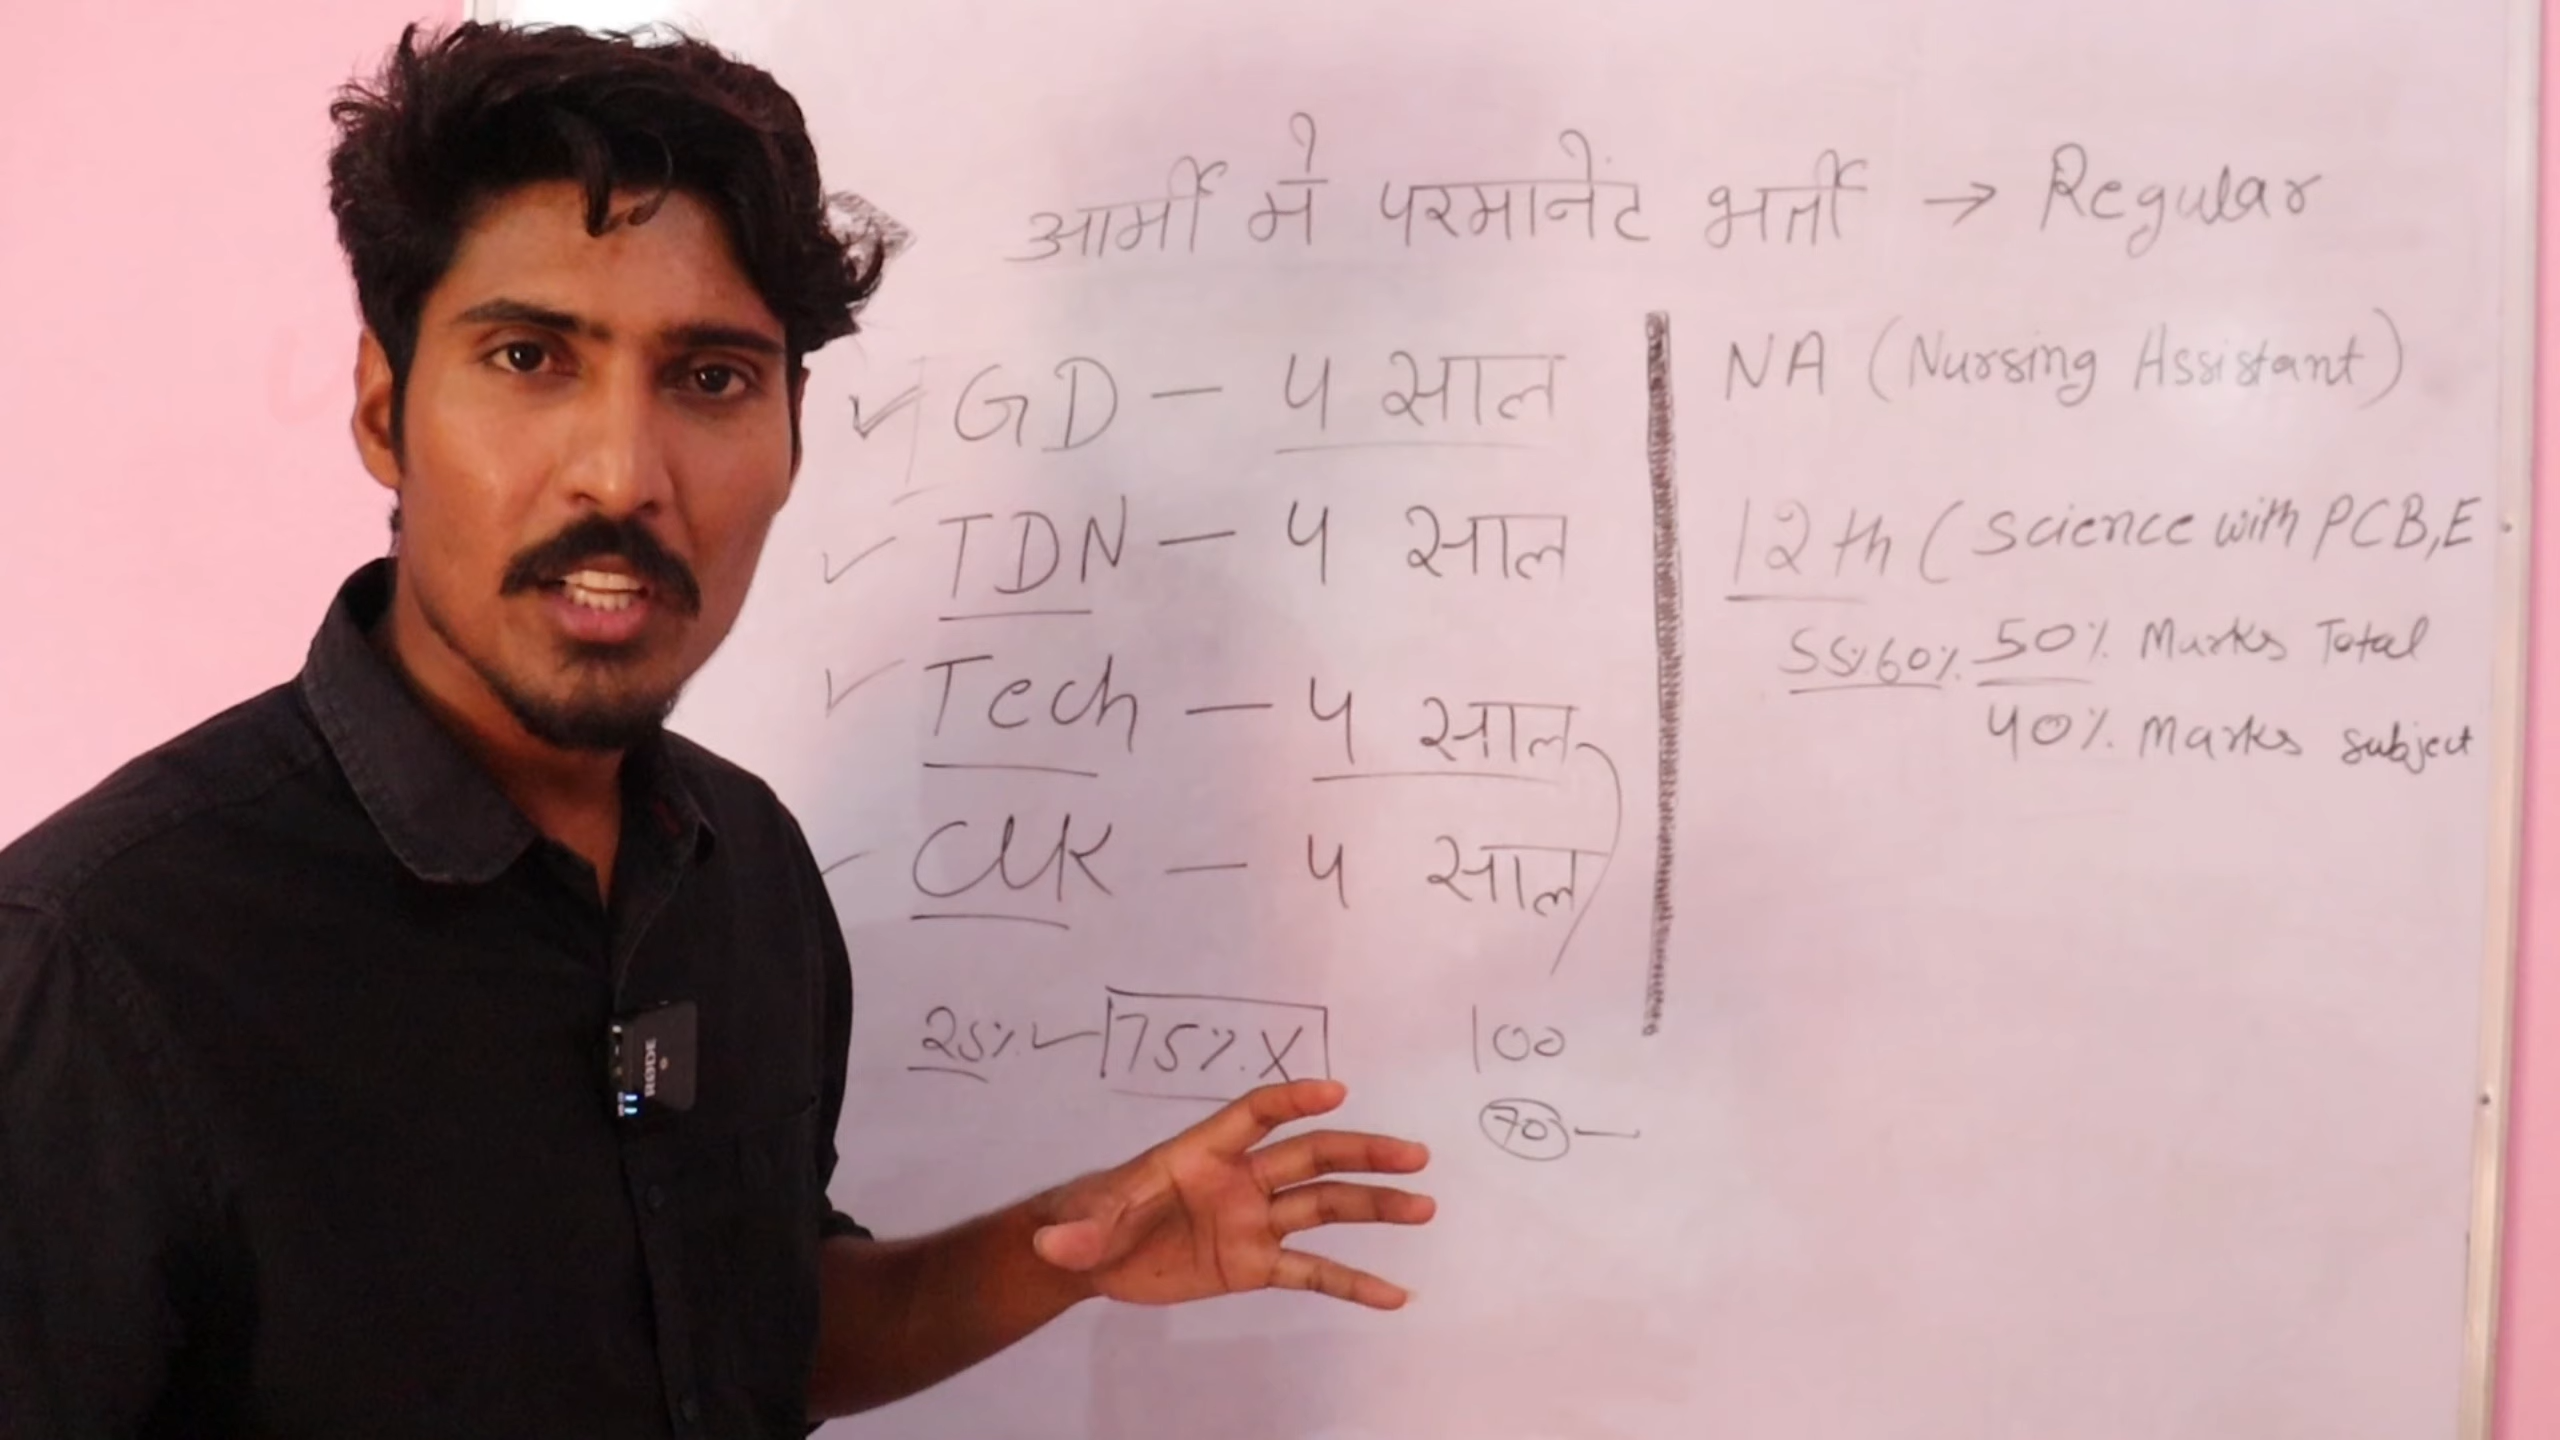 आर्मी में परमानेंट भर्ती → Regular
GD - 4 साल
TDN - 4 साल
Tech - 4 साल
CLK - 4 साल
25% 75% X
100
70
NA (Nursing Assistant)
12th (Science with PCB,E
55% 60% 50% Marks Total
40% Marks subject
RODE